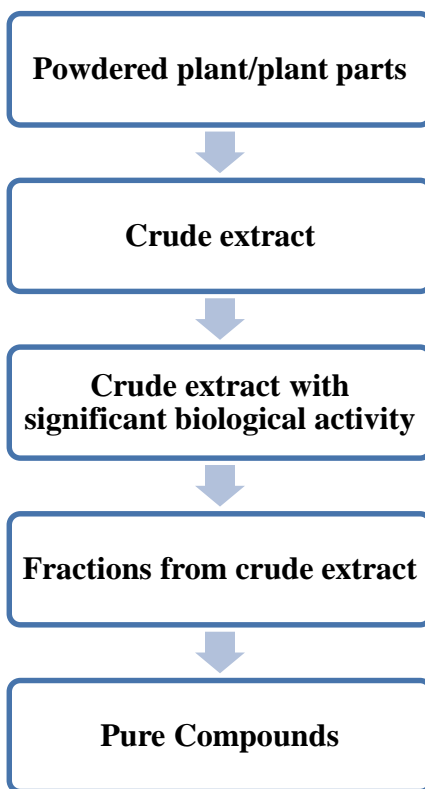 Powdered plant/plant parts
Crude extract
Crude extract with
significant biological activity
Fractions from crude extract
Pure Compounds